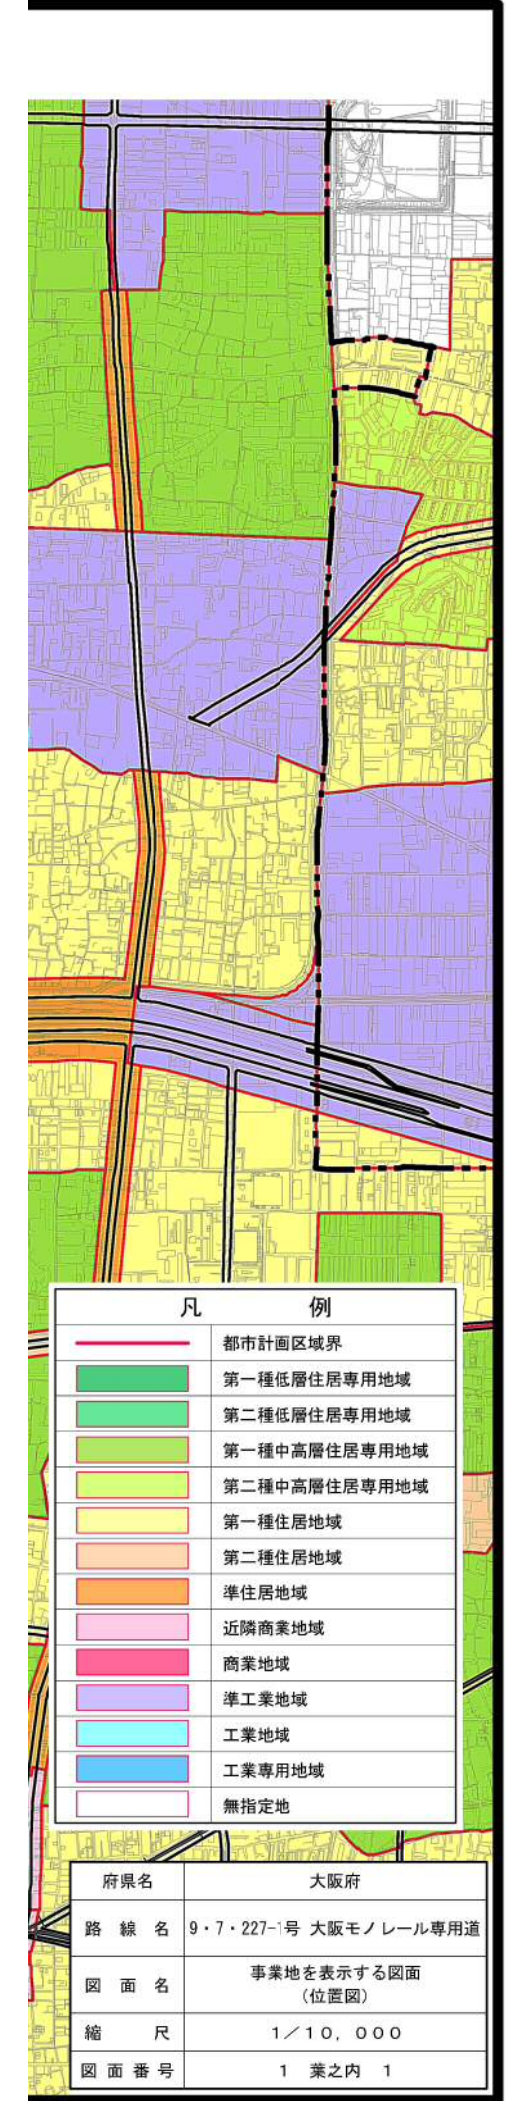 凡　例
都市計画区域界
第一種低層住居専用地域
第二種低層住居専用地域
第一種中高層住居専用地域
第二種中高層住居専用地域
第一種住居地域
第二種住居地域
準住居地域
近隣商業地域
商業地域
準工業地域
工業地域
工業専用地域
無指定地
府県名　大阪府
路線名　9・7・227-1号 大阪モノレール専用道
図面名　事業地を表示する図面
（位置図）
縮尺　1／10，000
図面番号　1 葉之内 1